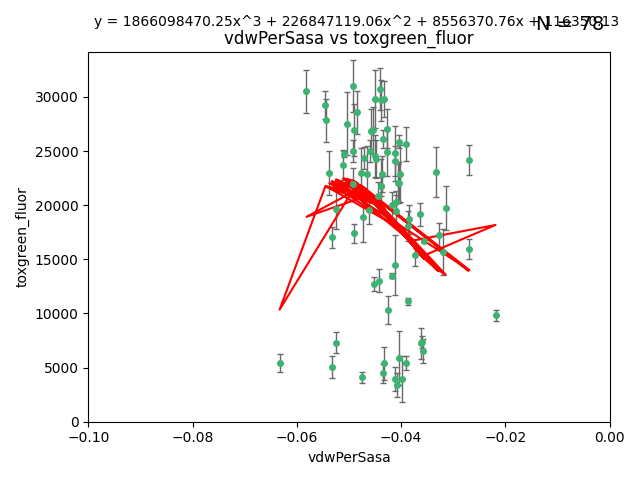 y = 1866098470.25x^3 + 226847119.06x^2 + 8556370.76x + 116350.13
N = 78
vdwPerSasa vs toxgreen_fluor
toxgreen_fluor
30000
25000
20000
15000
10000
5000
0
−0.10
−0.08
−0.06
−0.04
−0.02
0.00
vdwPerSasa